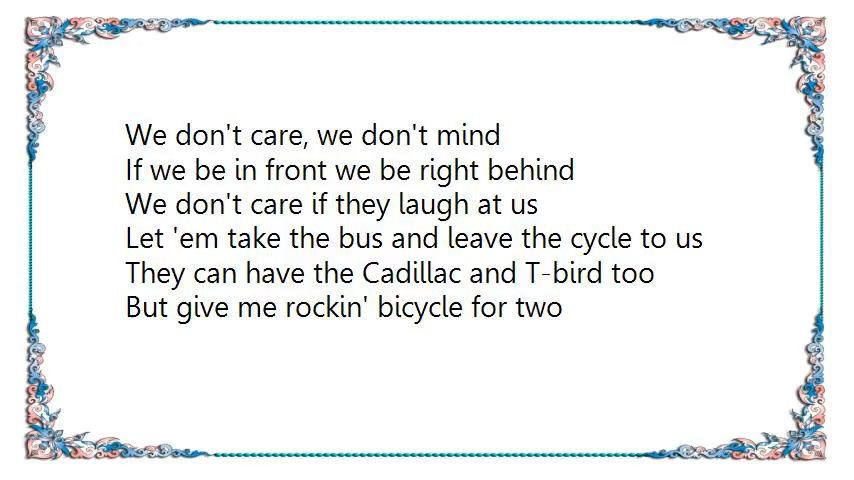 We don't care, we don't mind
If we be in front we be right behind
We don't care if they laugh at us
Let 'em take the bus and leave the cycle to us
They can have the Cadillac and T-bird too
But give me rockin' bicycle for two